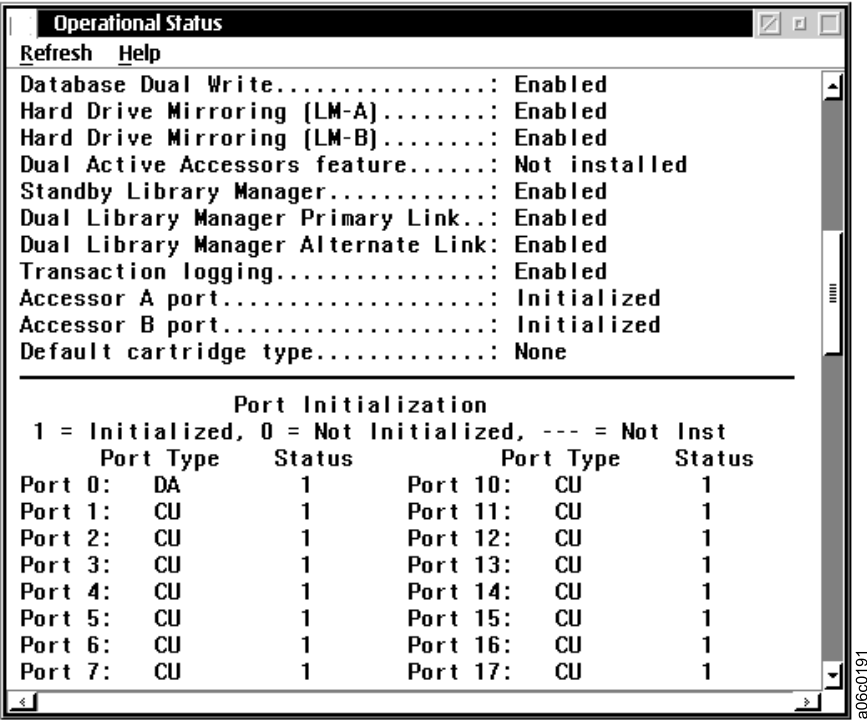 Operational Status
Refresh Help
Database Dual Write................: Enabled
Hard Drive Mirroring (LM-A)........: Enabled
Hard Drive Mirroring (LM-B)........: Enabled
Dual Active Accessors feature......: Not installed
Standby Library Manager............: Enabled
Dual Library Manager Primary Link..: Enabled
Dual Library Manager Alternate Link: Enabled
Transaction logging................: Enabled
Accessor A port....................: Initialized
Accessor B port....................: Initialized
Default cartridge type.............: None
Port Initialization
1 = Initialized, 0 = Not Initialized, --- = Not Inst
Port Type Status Port Type Status
Port 0: DA 1 Port 10: CU 1
Port 1: CU 1 Port 11: CU 1
Port 2: CU 1 Port 12: CU 1
Port 3: CU 1 Port 13: CU 1
Port 4: CU 1 Port 14: CU 1
Port 5: CU 1 Port 15: CU 1
Port 6: CU 1 Port 16: CU 1
Port 7: CU 1 Port 17: CU 1
a06c0191